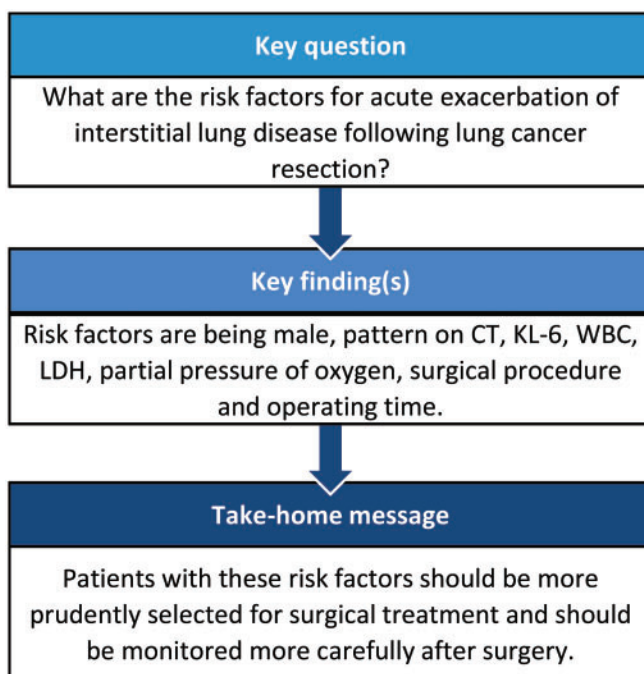 Key question
What are the risk factors for acute exacerbation of
interstitial lung disease following lung cancer
resection?
Key finding(s)
Risk factors are being male, pattern on CT, KL-6, WBC,
LDH, partial pressure of oxygen, surgical procedure
and operating time.
Take-home message
Patients with these risk factors should be more
prudently selected for surgical treatment and should
be monitored more carefully after surgery.